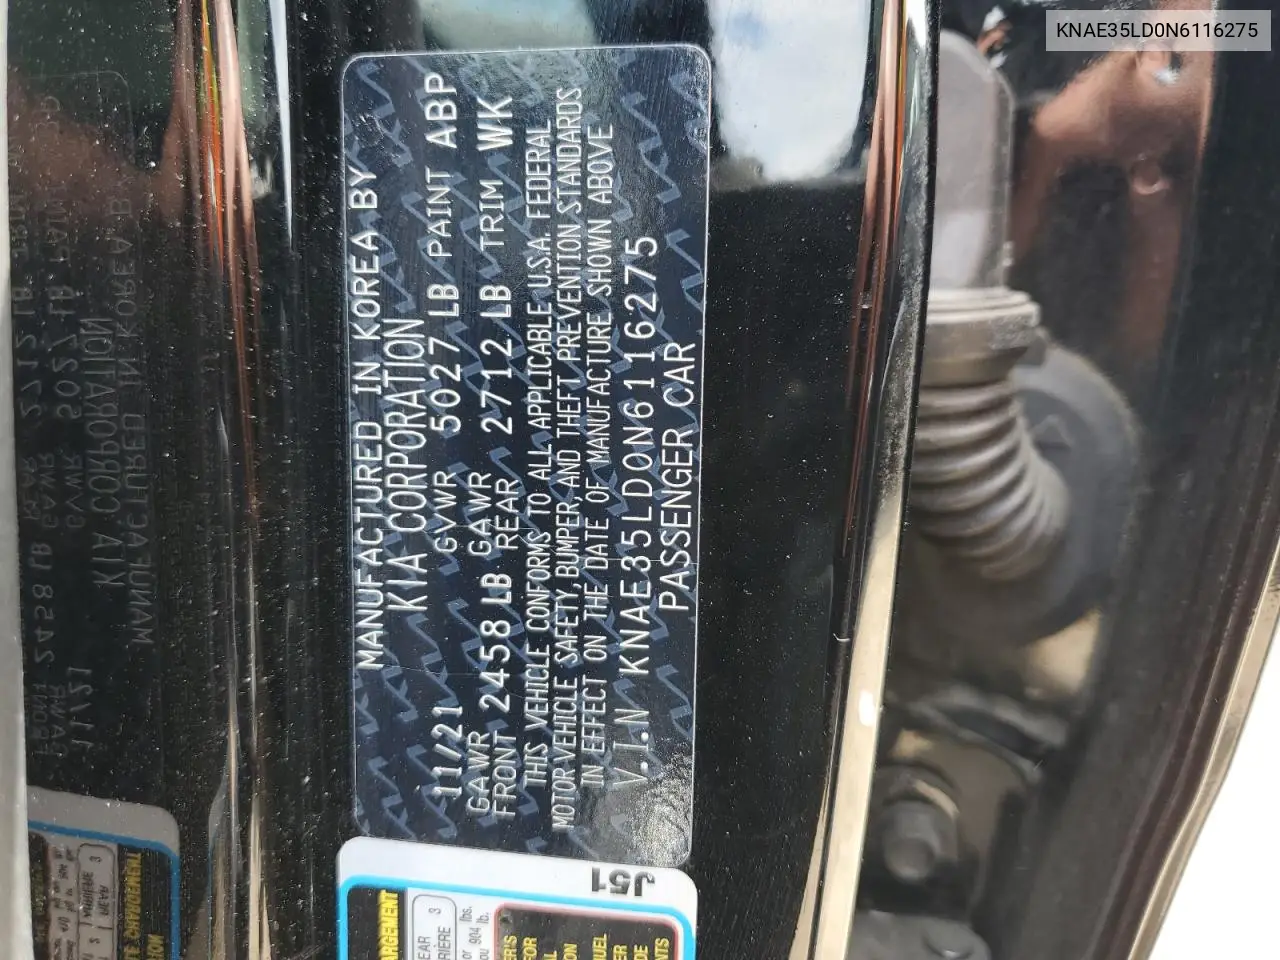 KNAE35LD0N6116275
MANUFACTURED IN KOREA BY
KIA CORPORATION
11/21 GVWR 5027 LB PAINT ABP
GAWR FRONT 2458 LB GAWR REAR 2712 LB TRIM WK
THIS VEHICLE CONFORMS TO ALL APPLICABLE U.S.A. FEDERAL
MOTOR VEHICLE SAFETY, BUMPER, AND THEFT PREVENTION STANDARDS
IN EFFECT ON THE DATE OF MANUFACTURE SHOWN ABOVE
V.I.N KNAE35LD0N6116275
PASSENGER CAR
J51